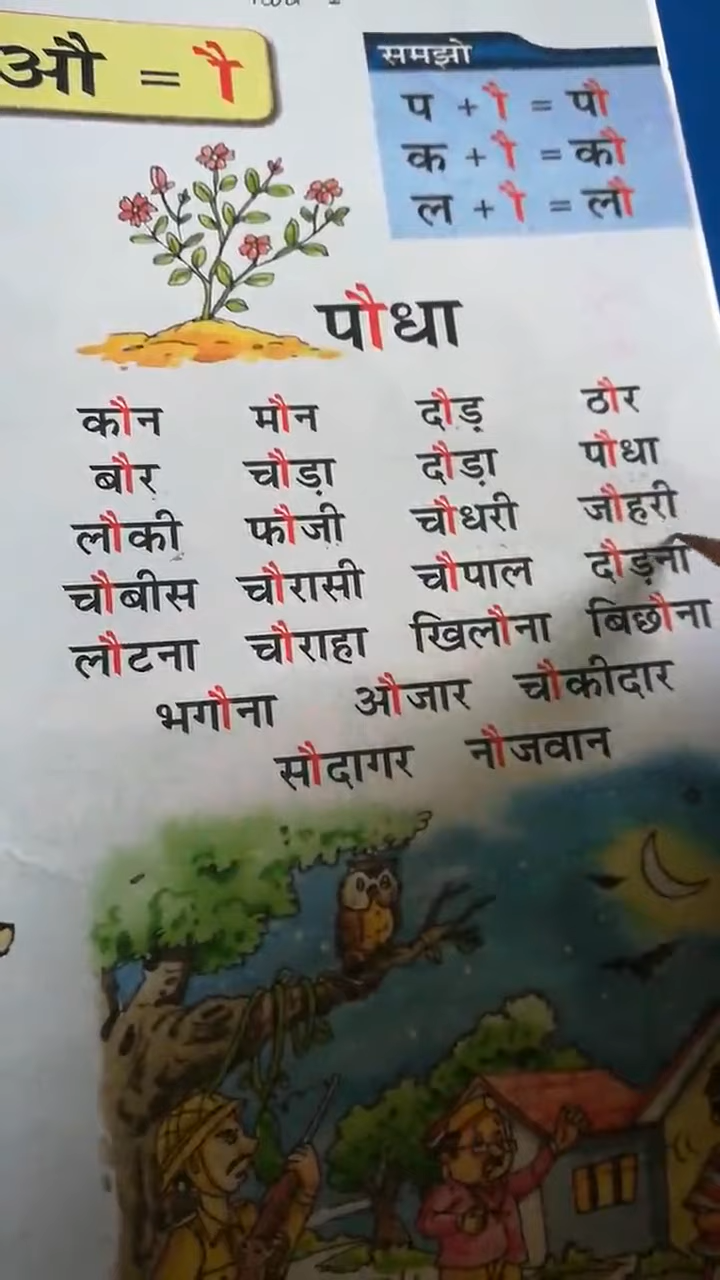 औ = ौ
समझो
प + ौ = पौ
क + ौ = कौ
ल + ौ = लौ
पौधा
कौन मौन दौड़ ठौर
बौर चौड़ा दौड़ा पौधा
लौकी फौजी चौधरी जौहरी
चौबीस चौरासी चौपाल दौड़ना
लौटना चौराहा खिलौना बिछौना
भगौना औजार चौकीदार
सौदागर नौजवान